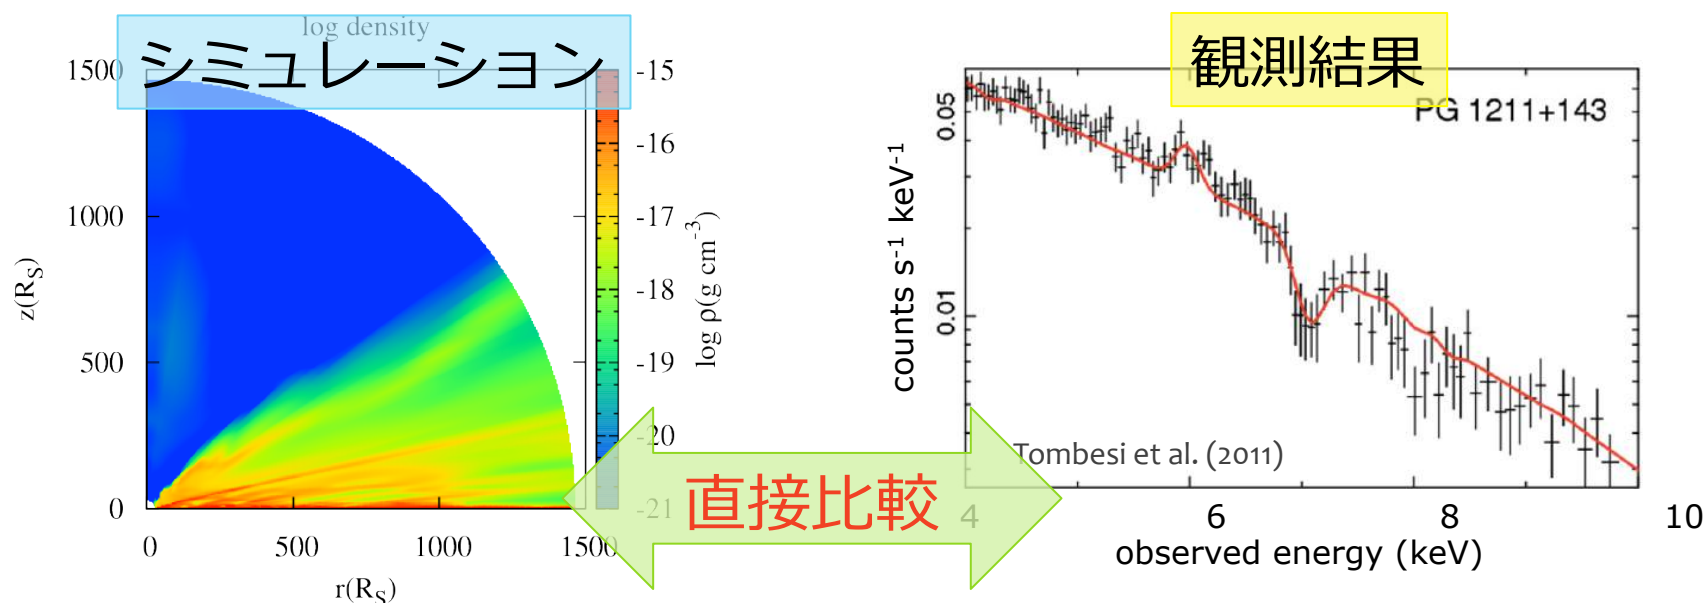 log density
シミュレーション
1500
1000
500
0
z(R_S)
0 500 1000 1500
r(R_S)
-15
-16
-17
-18
-19
-20
-21
log ρ(g cm⁻³)
直接比較
観測結果
PG 1211+143
0.05
0.01
counts s⁻¹ keV⁻¹
Tombesi et al. (2011)
4 6 8 10
observed energy (keV)